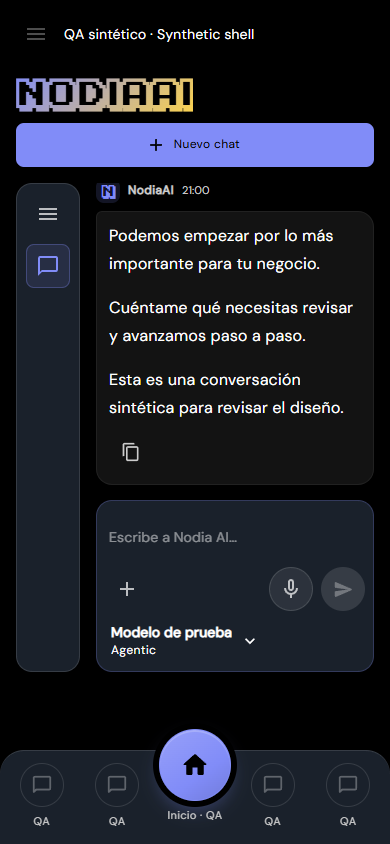 QA sintético · Synthetic shell
NODIAAI
Nuevo chat
NodiaAI 21:00
Podemos empezar por lo más
importante para tu negocio.
Cuéntame qué necesitas revisar
y avanzamos paso a paso.
Esta es una conversación
sintética para revisar el diseño.
Escribe a Nodia AI...
Modelo de prueba
Agentic
QA
QA
Inicio · QA
QA
QA